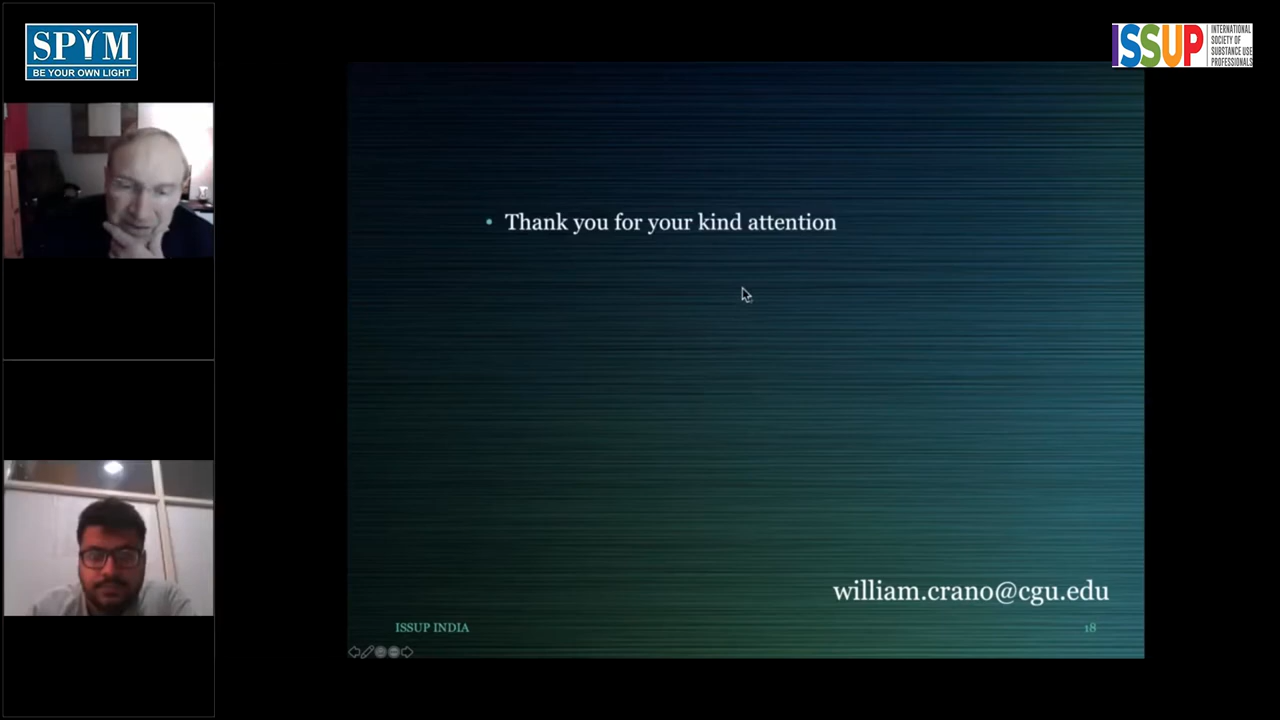 SPYM
BE YOUR OWN LIGHT
ISSUP
INTERNATIONAL
SOCIETY OF
SUBSTANCE USE
PROFESSIONALS
• Thank you for your kind attention
william.crano@cgu.edu
ISSUP INDIA
18